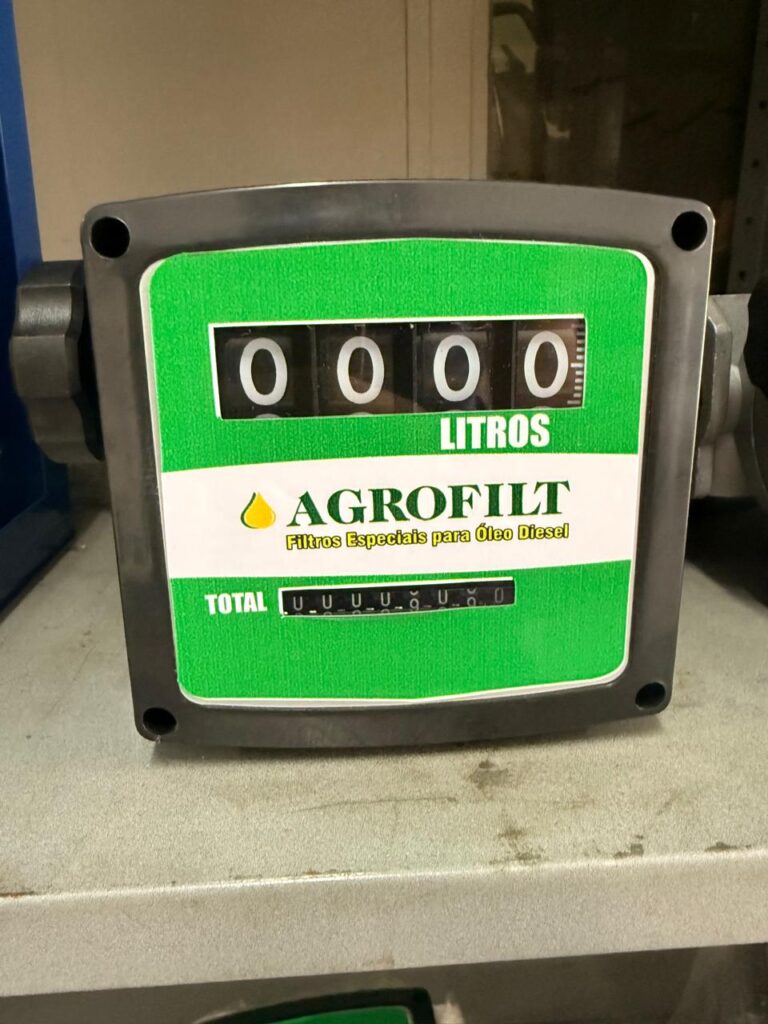 0000
LITROS
AGROFILT
Filtros Especiais para Óleo Diesel
TOTAL